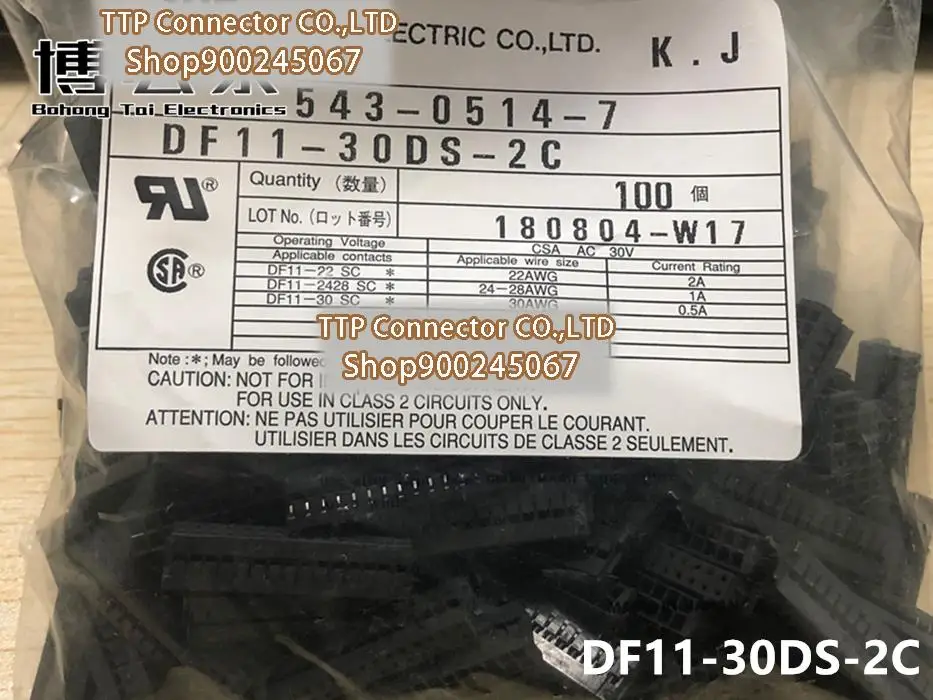 TTP Connector CO.,LTD
Shop900245067
ECTRIC CO.,LTD. K.J
博
Bohong Tai Electronics
543-0514-7
DF11-30DS-2C
Quantity (数量) 100 個
LOT No. (ロット番号) 180804-W17
Operating Voltage CSA AC 30V
Applicable contacts Applicable wire size Current Rating
DF11-22 SC * 22AWG 2A
DF11-2428 SC * 24-28AWG 1A
DF11-30 SC * 30AWG 0.5A
TTP Connector CO.,LTD
Shop900245067
Note :*; May be followed
CAUTION: NOT FOR
FOR USE IN CLASS 2 CIRCUITS ONLY.
ATTENTION: NE PAS UTILISER POUR COUPER LE COURANT.
UTILISER DANS LES CIRCUITS DE CLASSE 2 SEULEMENT.
DF11-30DS-2C